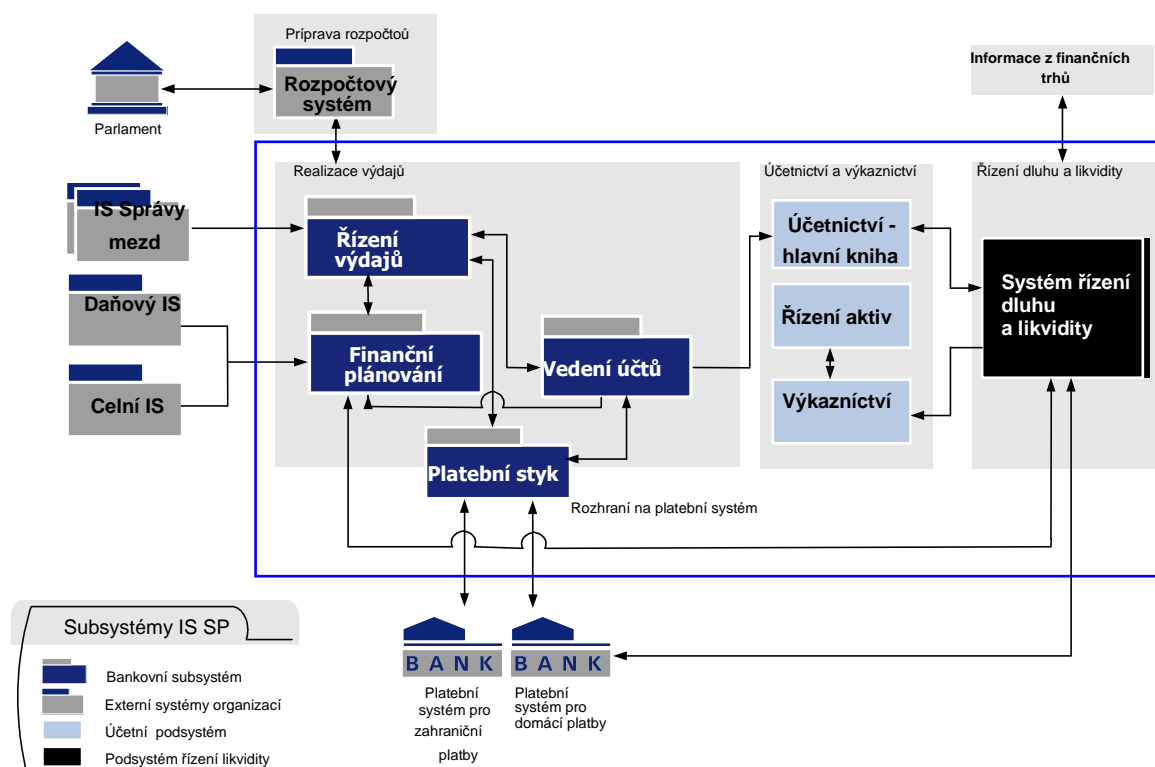 Príprava rozpočtoů
Rozpočtový
systém
Parlament
Informace z finančních
trhů
Realizace výdajů
Účetnictví a výkaznictví
Řízení dluhu a likvidity
IS Správy
mezd
Řízení
výdajů
Účetnictví -
hlavní kniha
Systém řízení
dluhu
a likvidity
Daňový IS
Řízení aktiv
Finanční
plánování
Vedení účtů
Celní IS
Výkazníctví
Platební styk
Rozhraní na platební systém
Subsystémy IS SP
Bankovní subsystém
Externí systémy organizací
Účetní podsystém
Podsystém řízení likvidity
BANK
BANK
Platební
systém pro
zahraniční
platby
Platební
systém pro
domácí platby